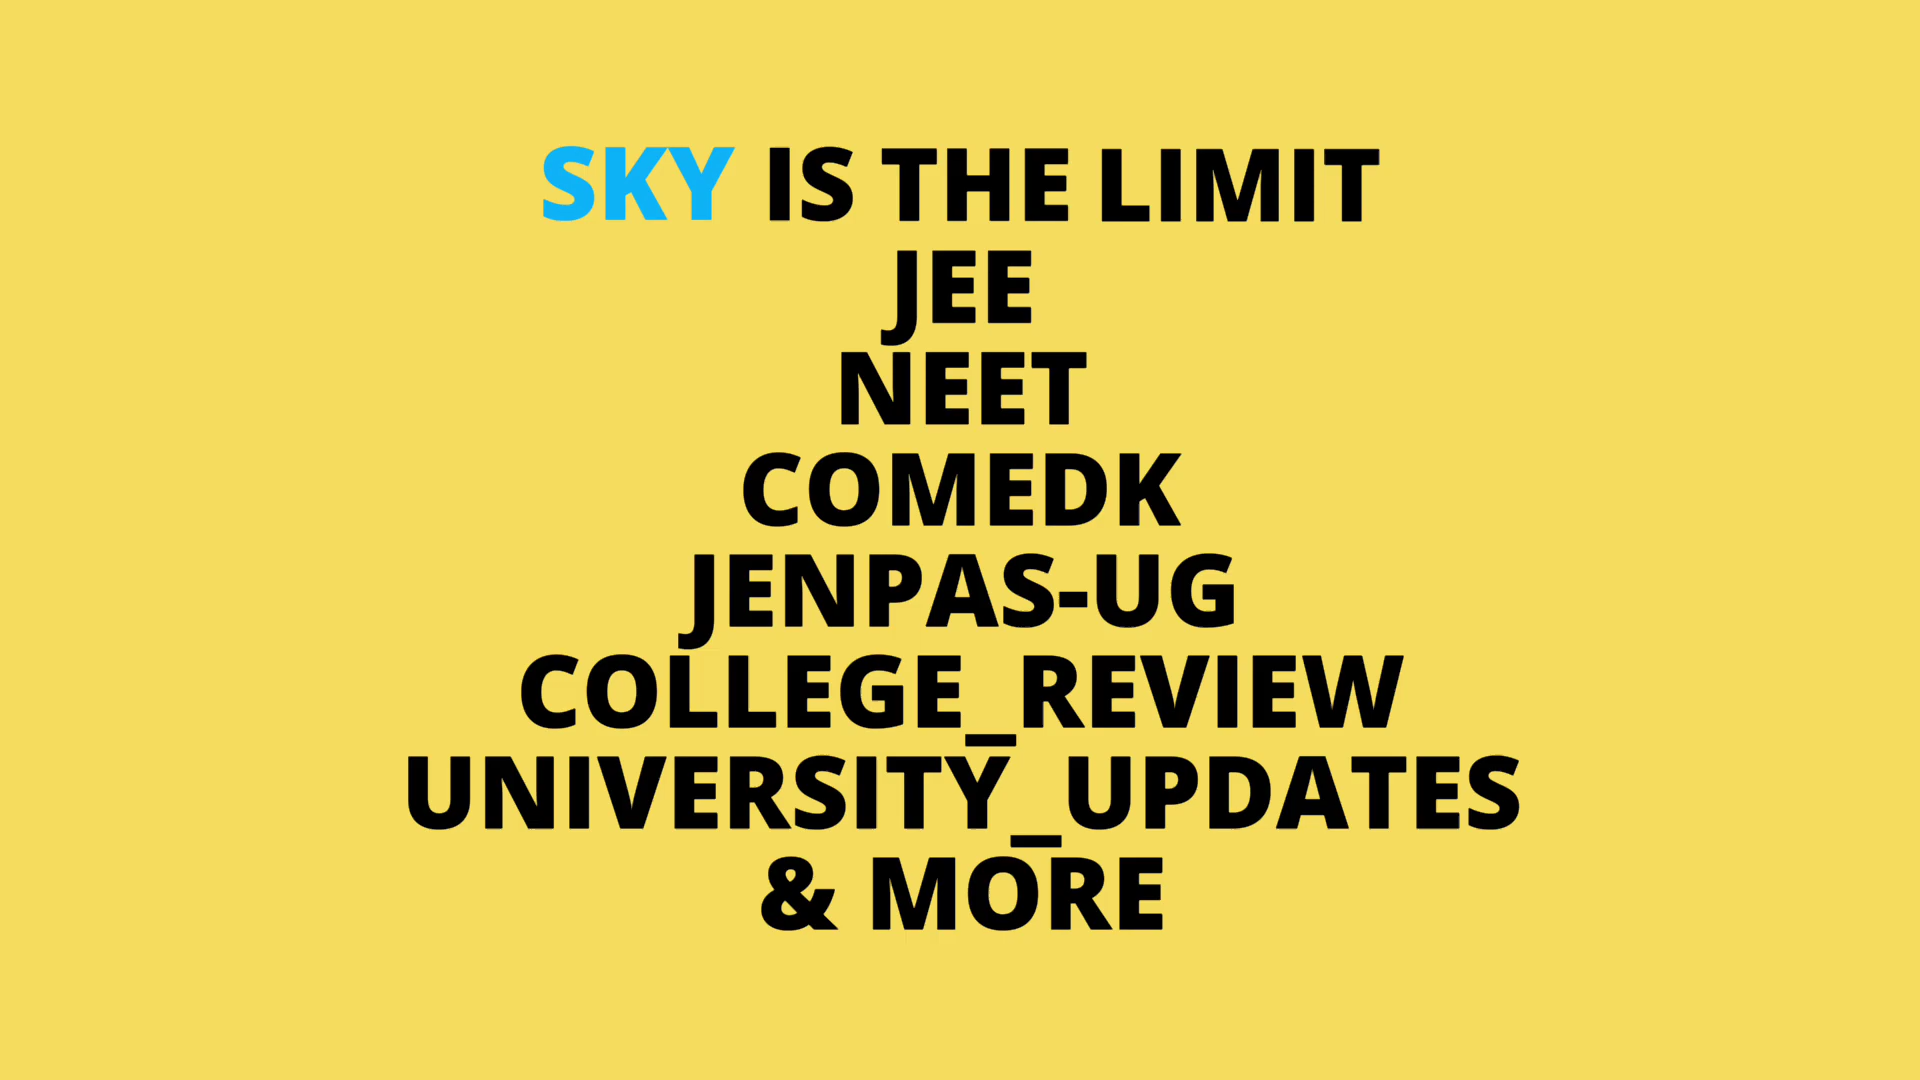 SKY IS THE LIMIT
JEE
NEET
COMEDK
JENPAS-UG
COLLEGE_REVIEW
UNIVERSITY_UPDATES
& MORE